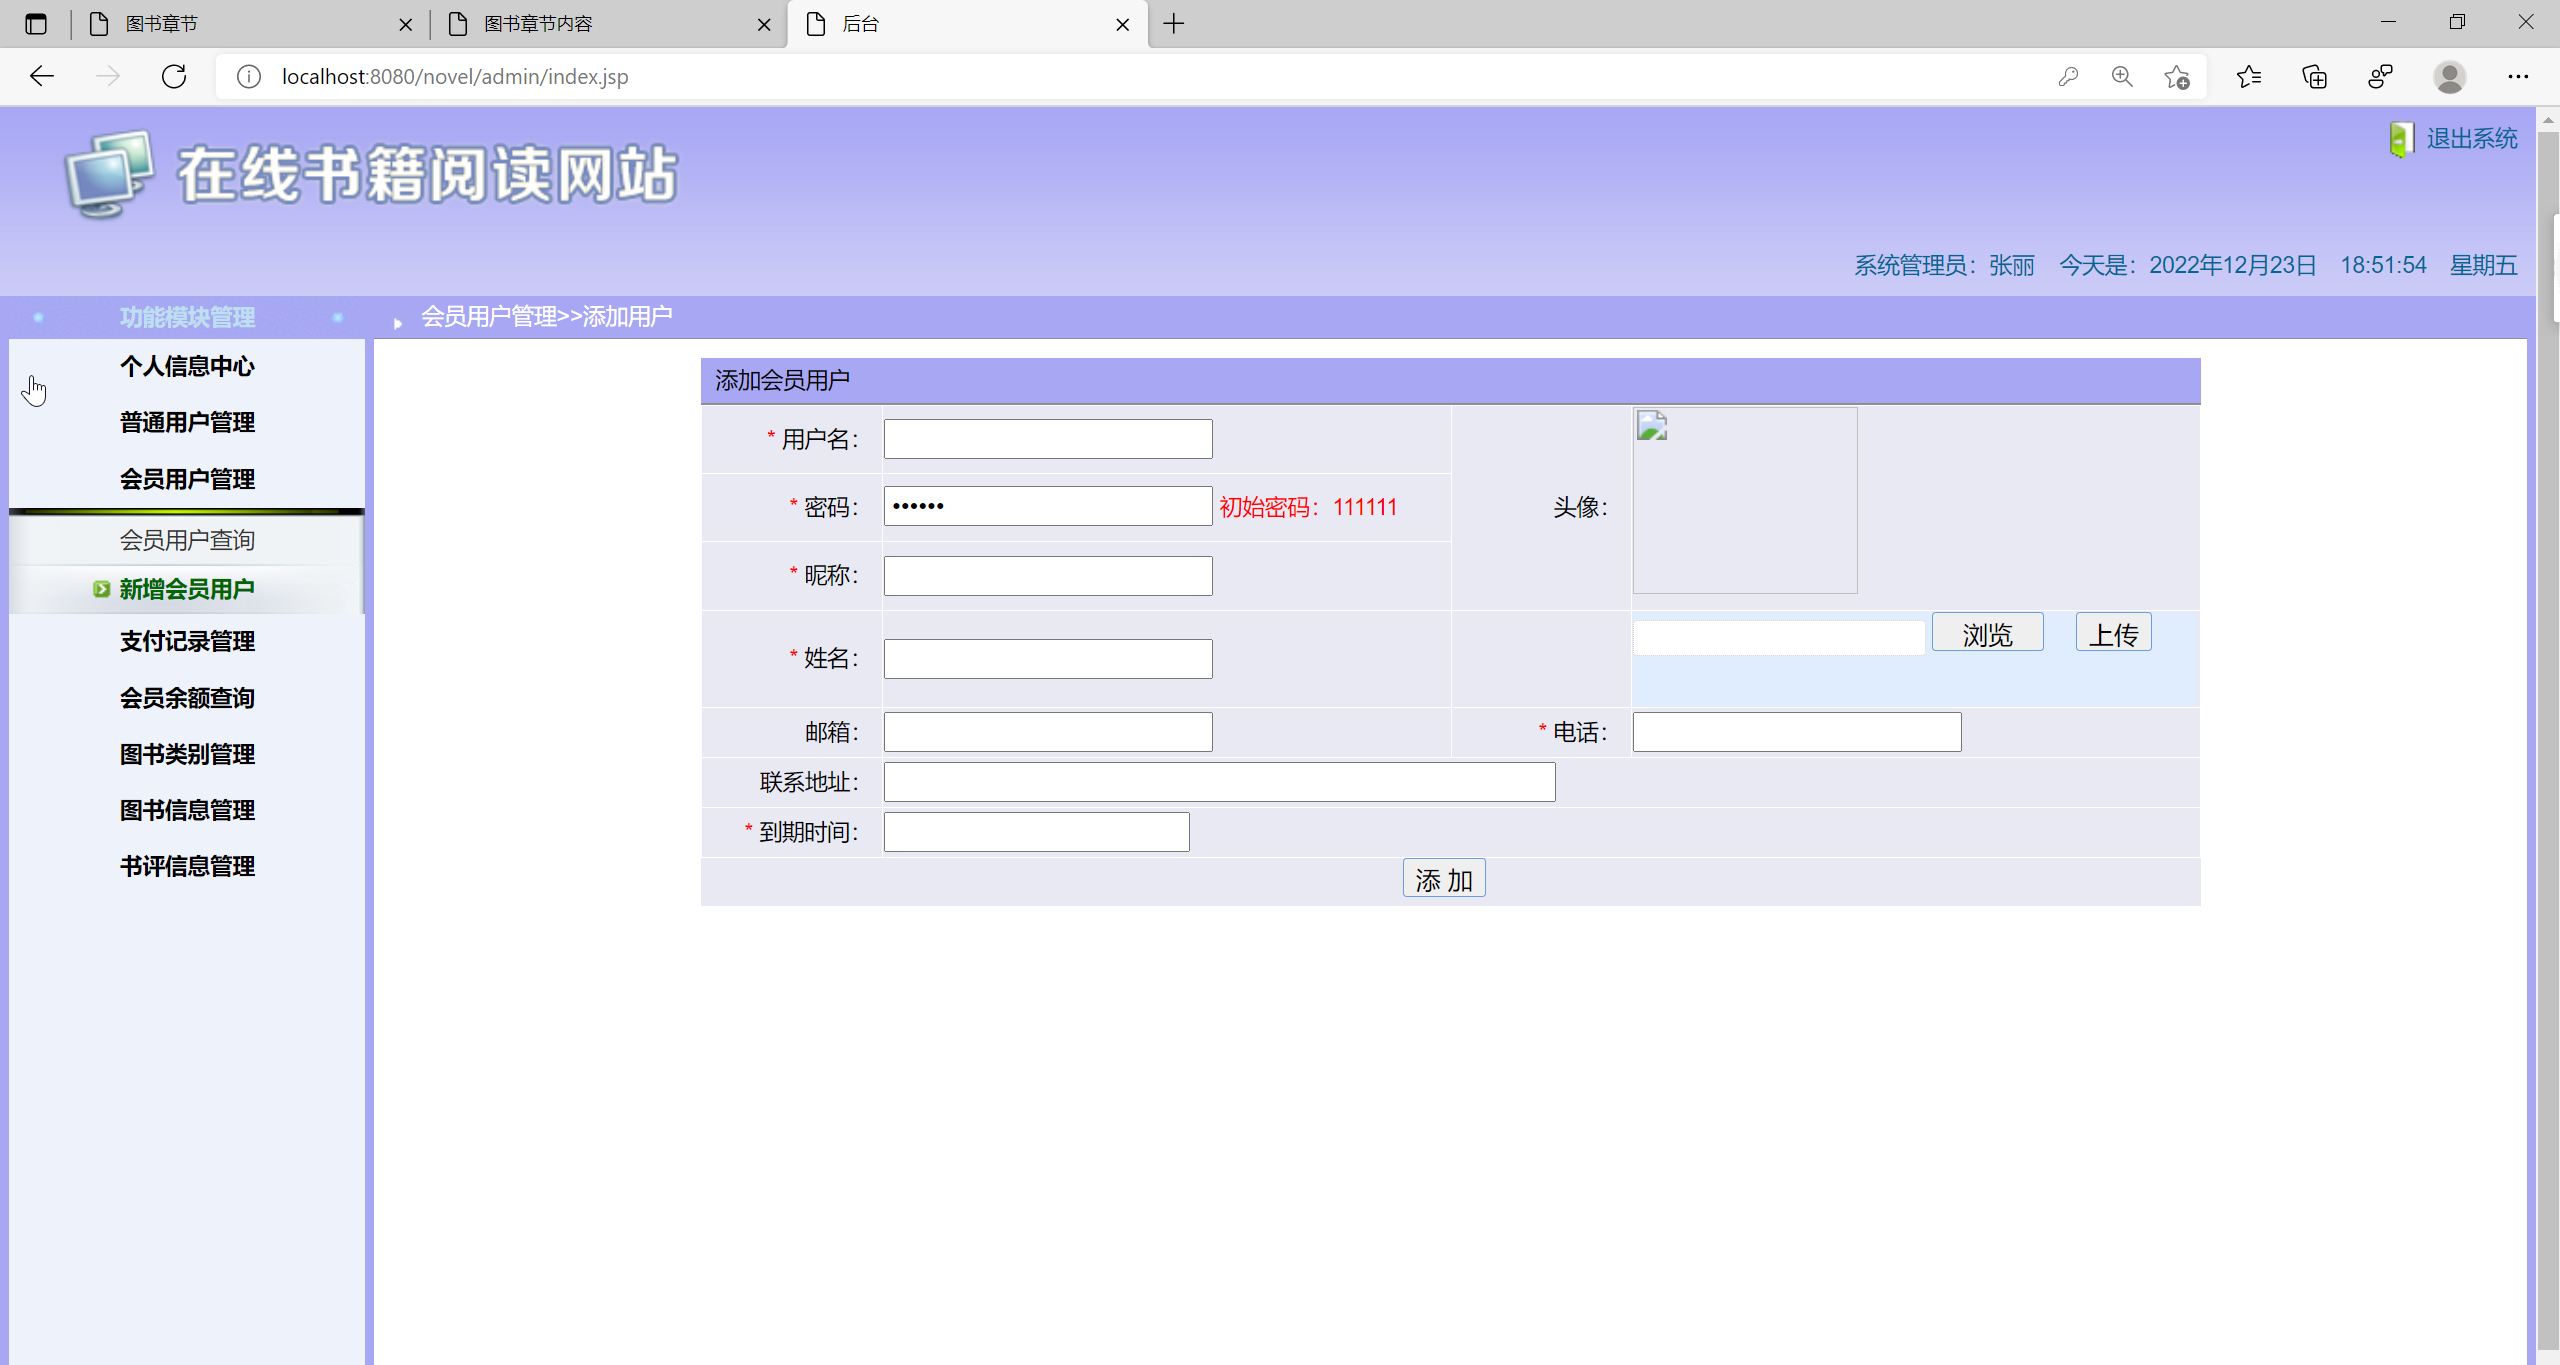 图书章节
图书章节内容
后台
localhost:8080/novel/admin/index.jsp
在线书籍阅读网站
退出系统
系统管理员：张丽 今天是：2022年12月23日 18:51:54 星期五
功能模块管理
会员用户管理>>添加用户
个人信息中心
普通用户管理
会员用户管理
会员用户查询
新增会员用户
支付记录管理
会员余额查询
图书类别管理
图书信息管理
书评信息管理
添加会员用户
* 用户名：
* 密码： •••••• 初始密码：111111
头像：
* 昵称：
* 姓名：
浏览 上传
邮箱：
* 电话：
联系地址：
* 到期时间：
添 加